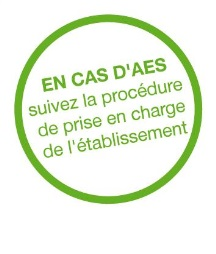 EN CAS D'AES
suivez la procédure
de prise en charge
de l'établissement